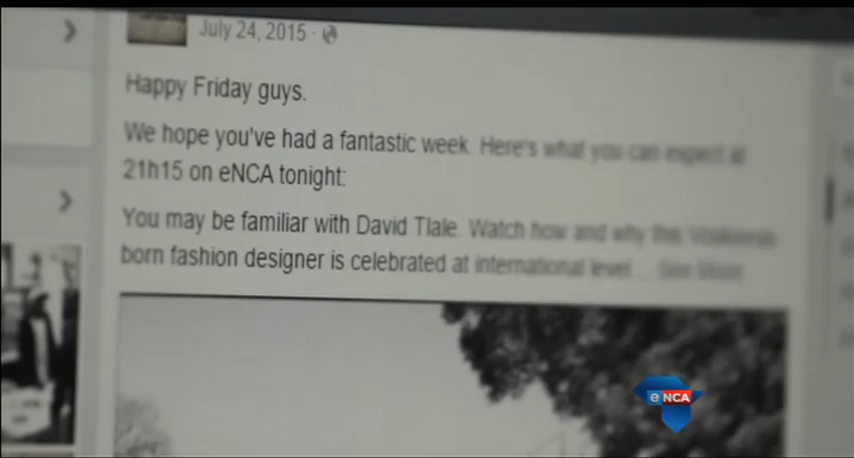 July 24, 2015 ·
Happy Friday guys.
We hope you've had a fantastic week. Here's what you can expect at
21h15 on eNCA tonight:
You may be familiar with David Tlale. Watch how and why this
born fashion designer is celebrated at international level... See More
eNCA